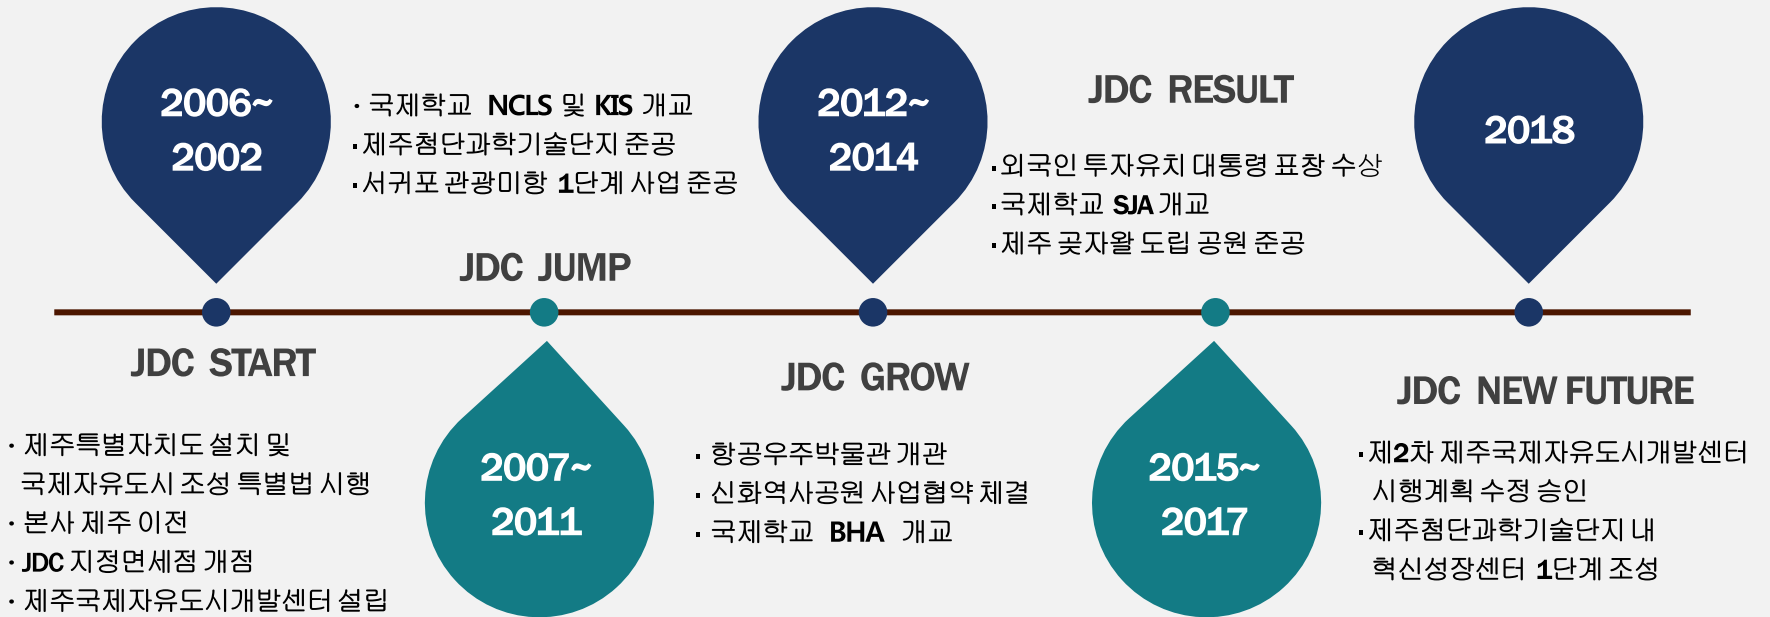 2006~
2002
JDC START
· 제주특별자치도 설치 및
국제자유도시 조성 특별법 시행
· 본사 제주 이전
· JDC 지정면세점 개점
· 제주국제자유도시개발센터 설립
· 국제학교 NCLS 및 KIS 개교
· 제주첨단과학기술단지 준공
· 서귀포 관광미항 1단계 사업 준공
JDC JUMP
2007~
2011
2012~
2014
JDC GROW
· 항공우주박물관 개관
· 신화역사공원 사업협약 체결
· 국제학교 BHA 개교
JDC RESULT
· 외국인 투자유치 대통령 표창 수상
· 국제학교 SJA 개교
· 제주 곶자왈 도립 공원 준공
2015~
2017
2018
JDC NEW FUTURE
· 제2차 제주국제자유도시개발센터
시행계획 수정 승인
· 제주첨단과학기술단지 내
혁신성장센터 1단계 조성